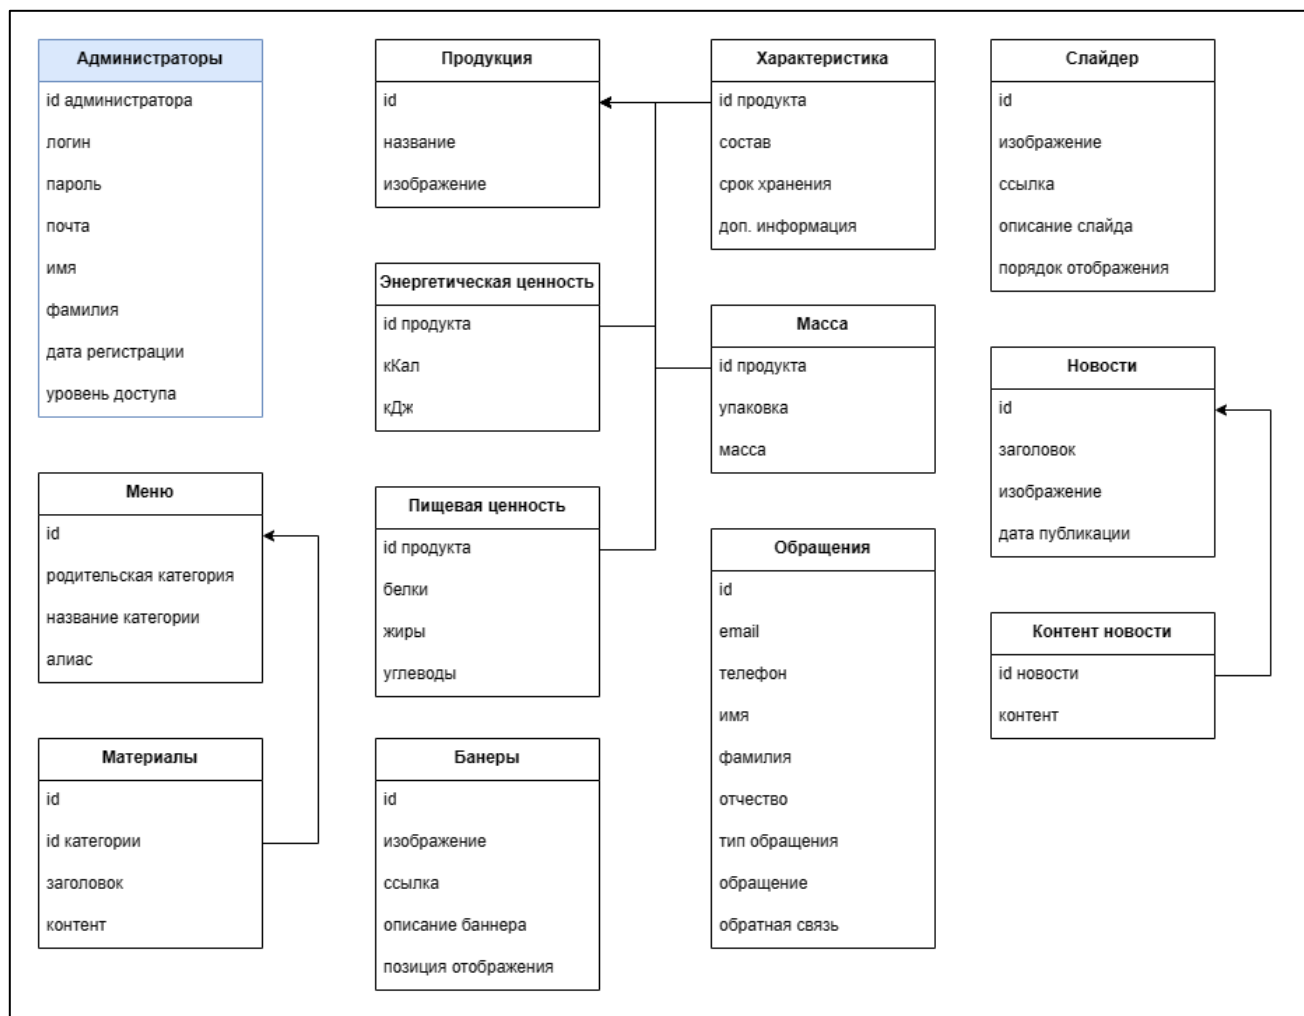 Администраторы
id администратора
логин
пароль
почта
имя
фамилия
дата регистрации
уровень доступа
Меню
id
родительская категория
название категории
алиас
Материалы
id
id категории
заголовок
контент
Продукция
id
название
изображение
Энергетическая ценность
id продукта
кКал
кДж
Пищевая ценность
id продукта
белки
жиры
углеводы
Банеры
id
изображение
ссылка
описание баннера
позиция отображения
Характеристика
id продукта
состав
срок хранения
доп. информация
Масса
id продукта
упаковка
масса
Обращения
id
email
телефон
имя
фамилия
отчество
тип обращения
обращение
обратная связь
Слайдер
id
изображение
ссылка
описание слайда
порядок отображения
Новости
id
заголовок
изображение
дата публикации
Контент новости
id новости
контент